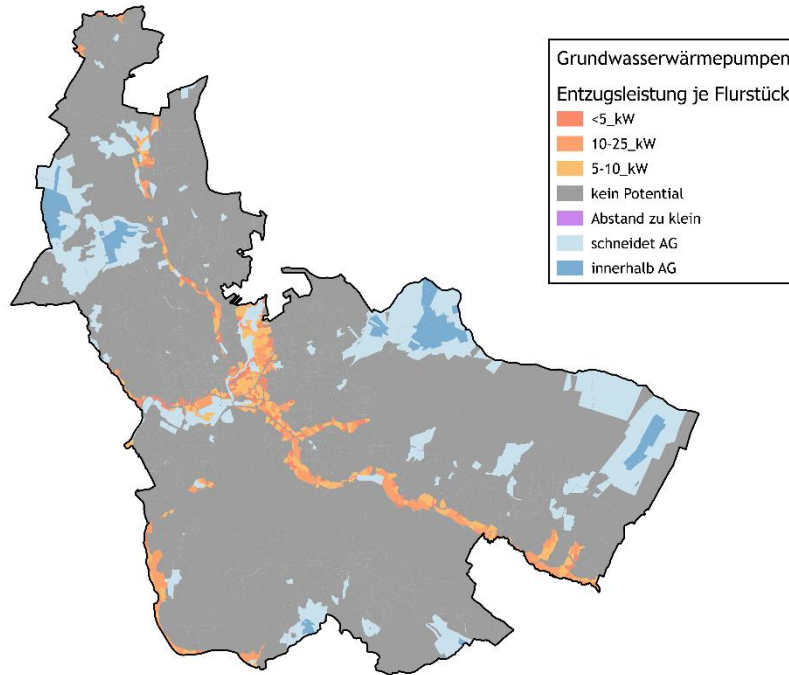 Grundwasserwärmepumpen
Entzugsleistung je Flurstück
<5_kW
10-25_kW
5-10_kW
kein Potential
Abstand zu klein
schneidet AG
innerhalb AG